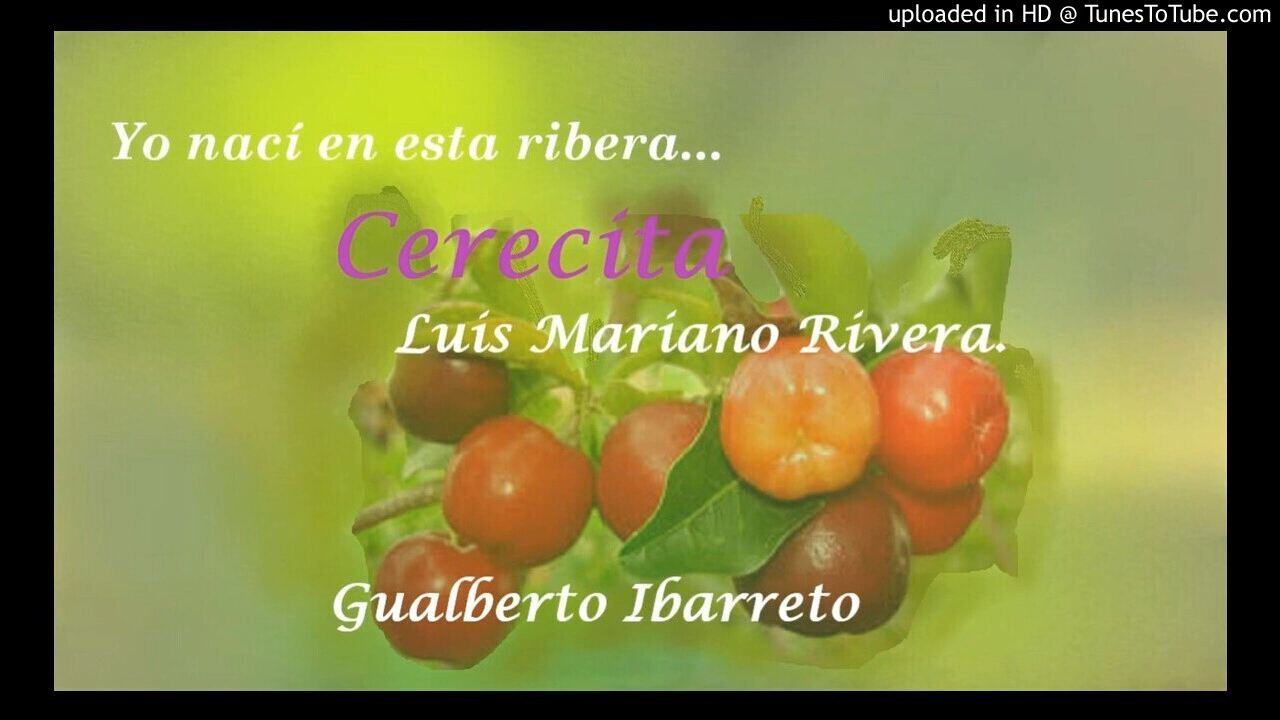 uploaded in HD @ TunesToTube.com
Yo nací en esta ribera...
Cerecita
Luis Mariano Rivera.
Gualberto Ibarreto